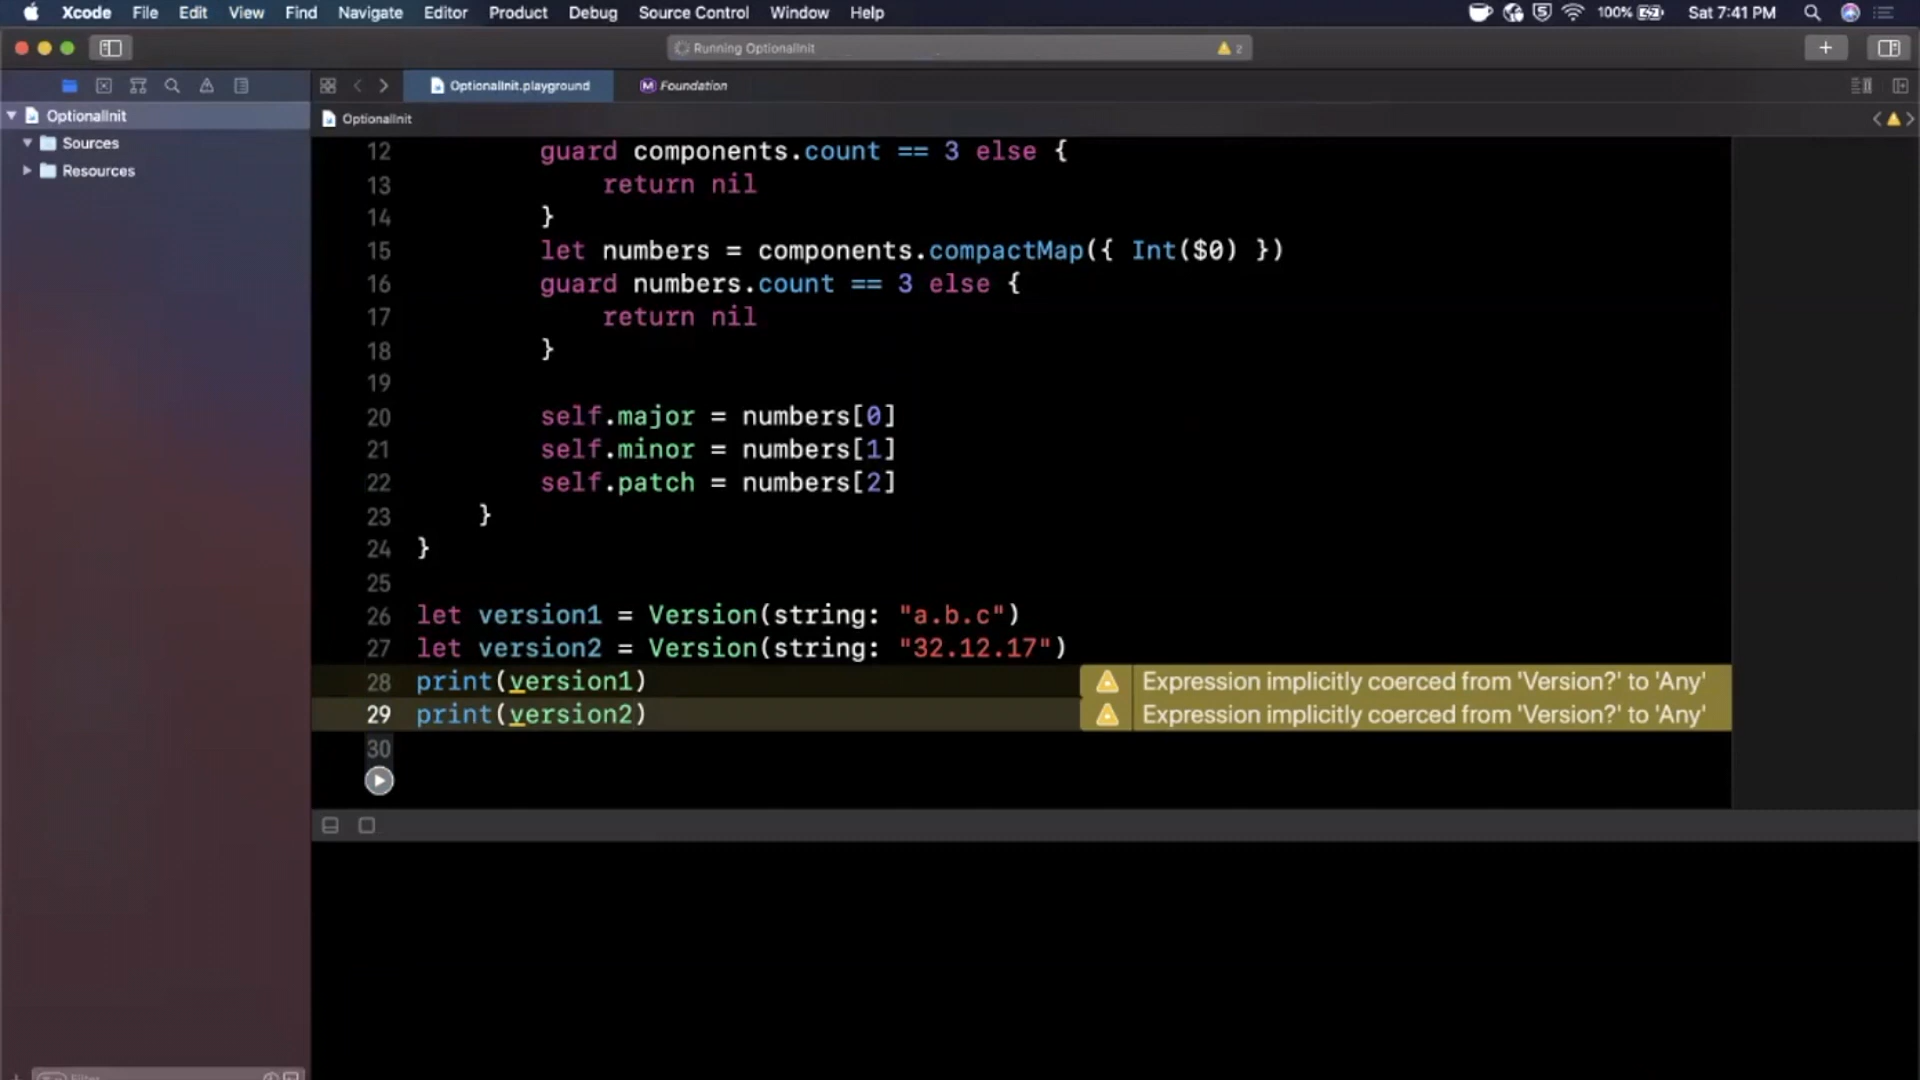 Xcode File Edit View Find Navigate Editor Product Debug Source Control Window Help 100% Sat 7:41 PM
Running OptionalInit 2
OptionalInit.playground Foundation
OptionalInit
OptionalInit
Sources
Resources
12 guard components.count == 3 else {
13 return nil
14 }
15 let numbers = components.compactMap({ Int($0) })
16 guard numbers.count == 3 else {
17 return nil
18 }
19
20 self.major = numbers[0]
21 self.minor = numbers[1]
22 self.patch = numbers[2]
23 }
24 }
25
26 let version1 = Version(string: "a.b.c")
27 let version2 = Version(string: "32.12.17")
28 print(version1) Expression implicitly coerced from 'Version?' to 'Any'
29 print(version2) Expression implicitly coerced from 'Version?' to 'Any'
30